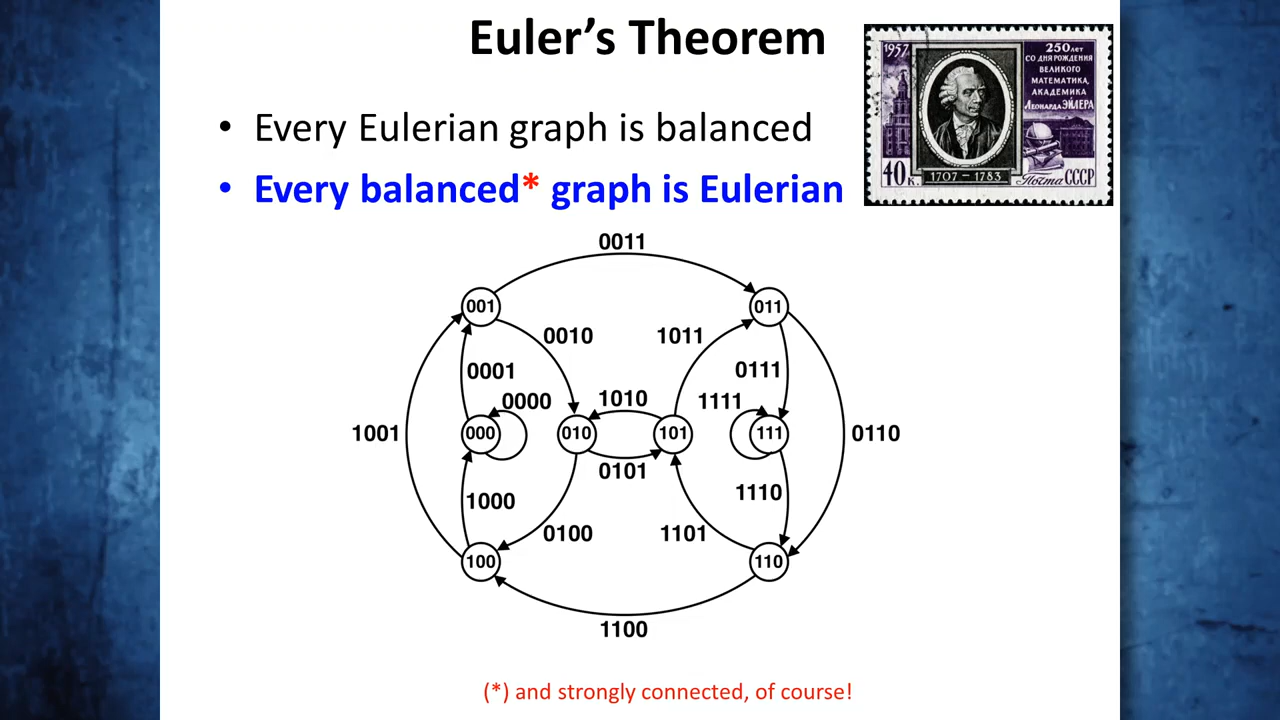 Euler's Theorem
1957
250 лет
СО ДНЯ РОЖДЕНИЯ
ВЕЛИКОГО
МАТЕМАТИКА,
АКАДЕМИКА
ЛЕОНАРДА ЭЙЛЕРА
40 к.
1707 – 1783
Почта СССР
• Every Eulerian graph is balanced
• Every balanced* graph is Eulerian
0011
001
011
0010
1011
0001
0111
0000
1010
1111
1001
000
010
101
111
0110
0101
1000
1110
0100
1101
100
110
1100
(*) and strongly connected, of course!